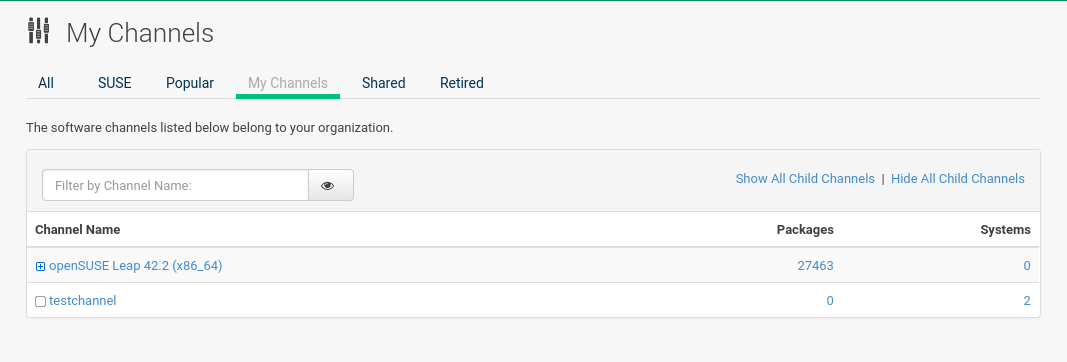 My Channels
All SUSE Popular My Channels Shared Retired
The software channels listed below belong to your organization.
Filter by Channel Name: Show All Child Channels | Hide All Child Channels
Channel Name Packages Systems
openSUSE Leap 42.2 (x86_64) 27463 0
testchannel 0 2